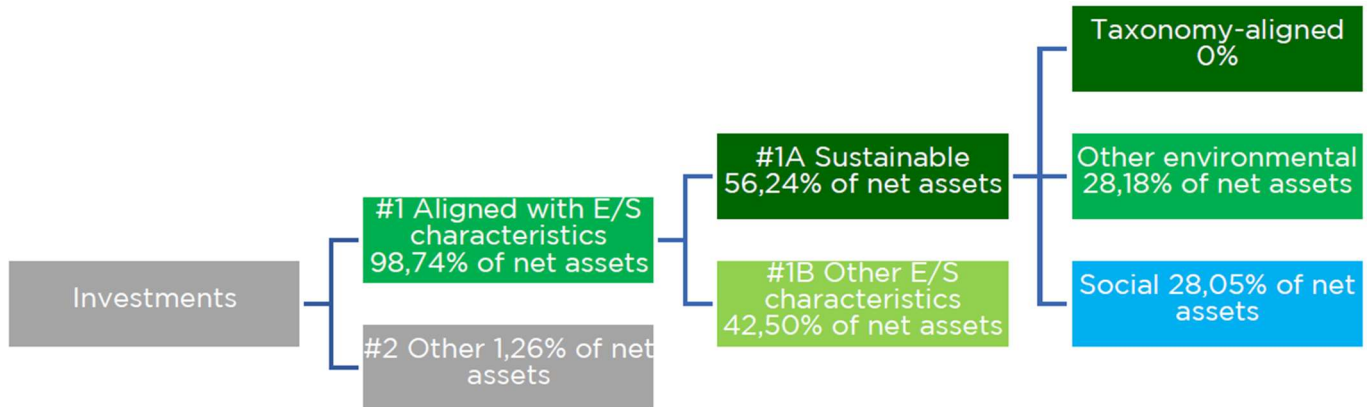 Investments
#1 Aligned with E/S
characteristics
98,74% of net assets
#2 Other 1,26% of net
assets
#1A Sustainable
56,24% of net assets
#1B Other E/S
characteristics
42,50% of net assets
Taxonomy-aligned
0%
Other environmental
28,18% of net assets
Social 28,05% of net
assets